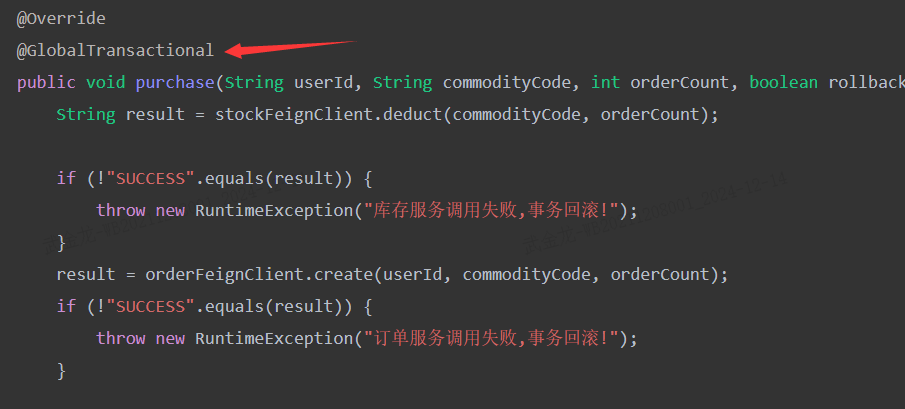 @Override
@GlobalTransactional
public void purchase(String userId, String commodityCode, int orderCount, boolean rollback
String result = stockFeignClient.deduct(commodityCode, orderCount);
if (!"SUCCESS".equals(result)) {
throw new RuntimeException("库存服务调用失败,事务回滚!");
}
result = orderFeignClient.create(userId, commodityCode, orderCount);
if (!"SUCCESS".equals(result)) {
throw new RuntimeException("订单服务调用失败,事务回滚!");
}